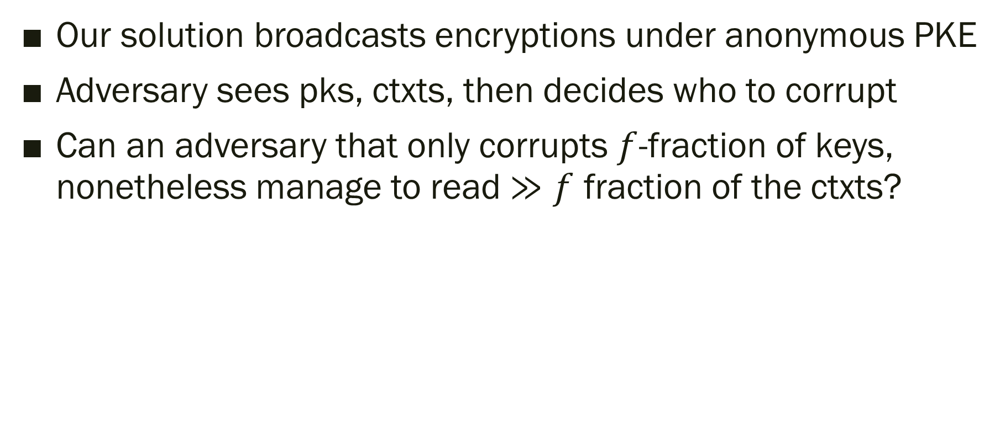 ■ Our solution broadcasts encryptions under anonymous PKE
■ Adversary sees pks, ctxts, then decides who to corrupt
■ Can an adversary that only corrupts 𝑓-fraction of keys,
nonetheless manage to read ≫ 𝑓 fraction of the ctxts?